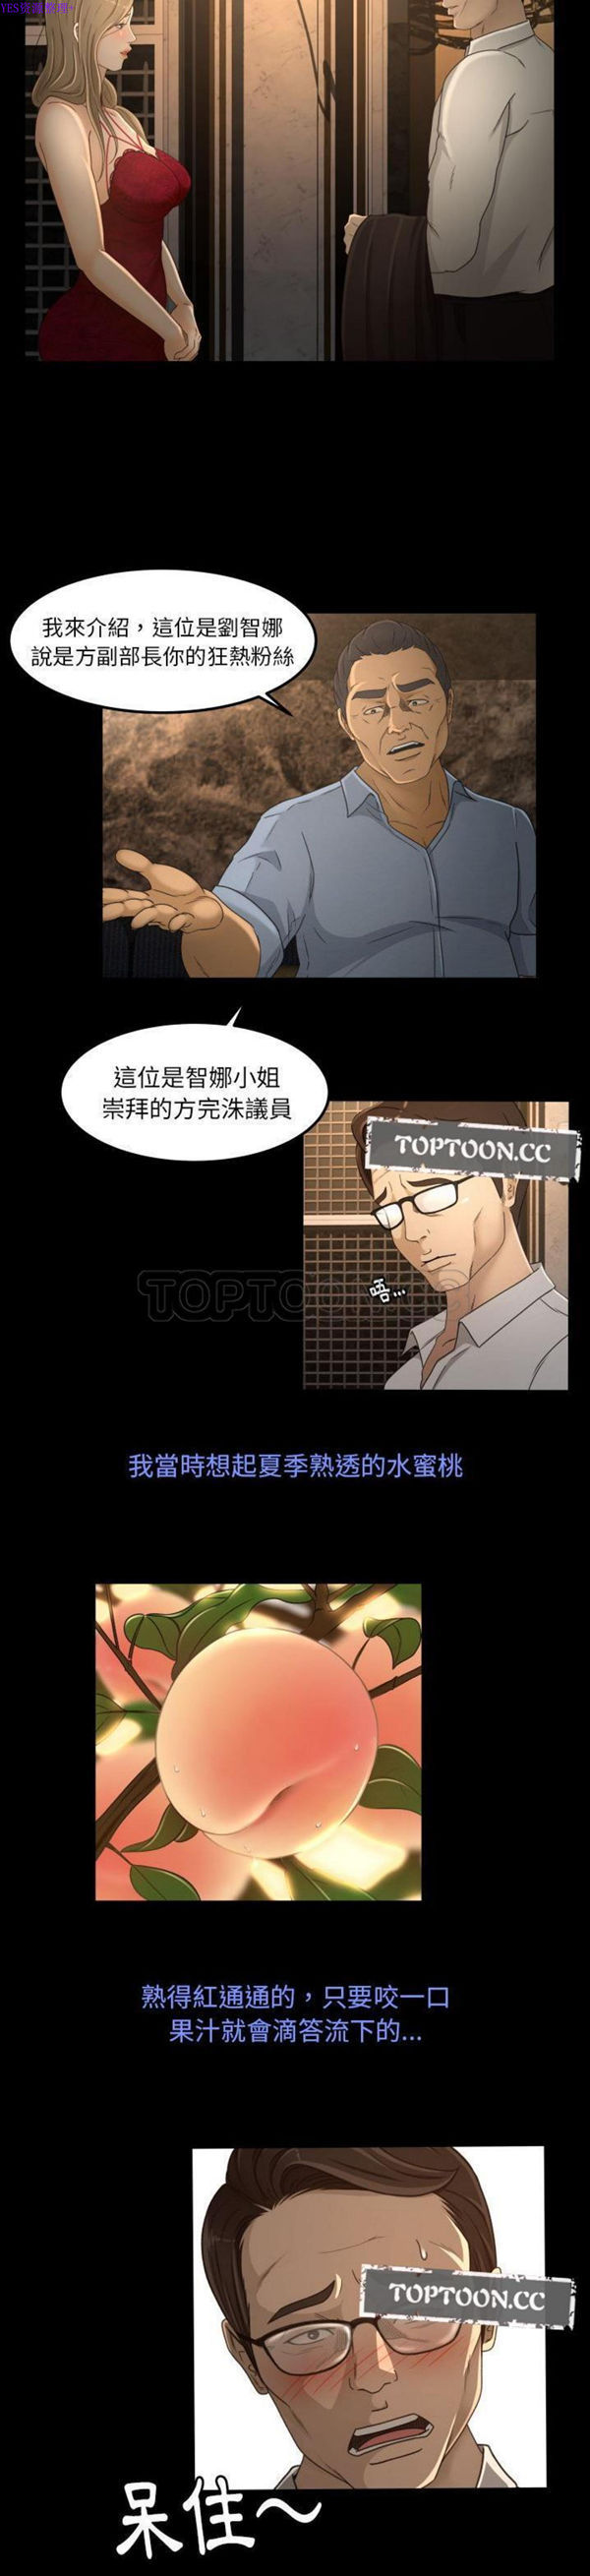 我來介紹，這位是劉智娜
說是方副部長你的狂熱粉絲
這位是智娜小姐
崇拜的方完洙議員
TOPTOON.CC
唔...
我當時想起夏季熟透的水蜜桃
熟得紅通通的，只要咬一口
果汁就會滴答流下的...
TOPTOON.CC
呆住～